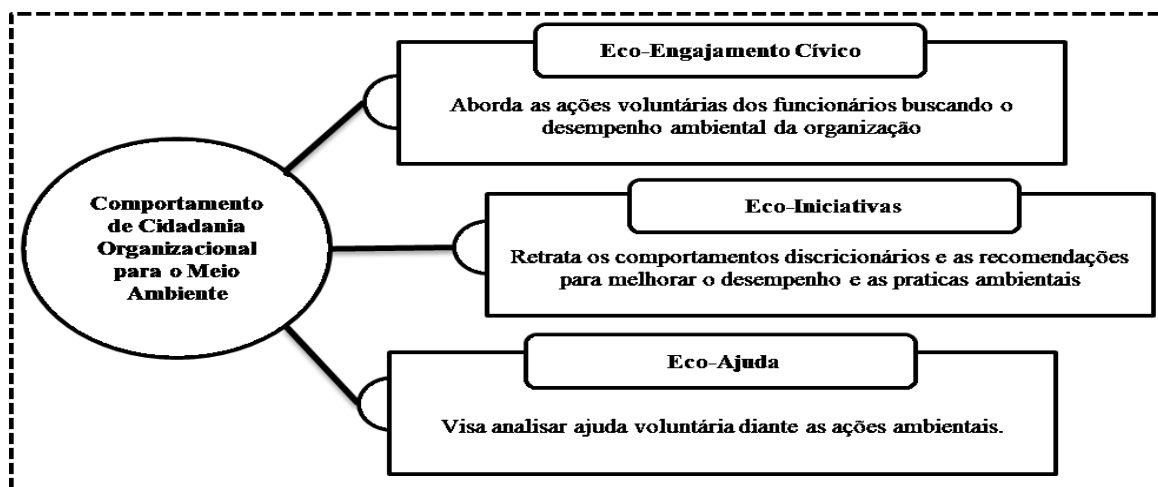 Eco-Engajamento Cívico
Aborda as ações voluntárias dos funcionários buscando o
desempenho ambiental da organização
Comportamento
de Cidadania
Organizacional
para o Meio
Ambiente
Eco-Iniciativas
Retrata os comportamentos discricionários e as recomendações
para melhorar o desempenho e as praticas ambientais
Eco-Ajuda
Visa analisar ajuda voluntária diante as ações ambientais.